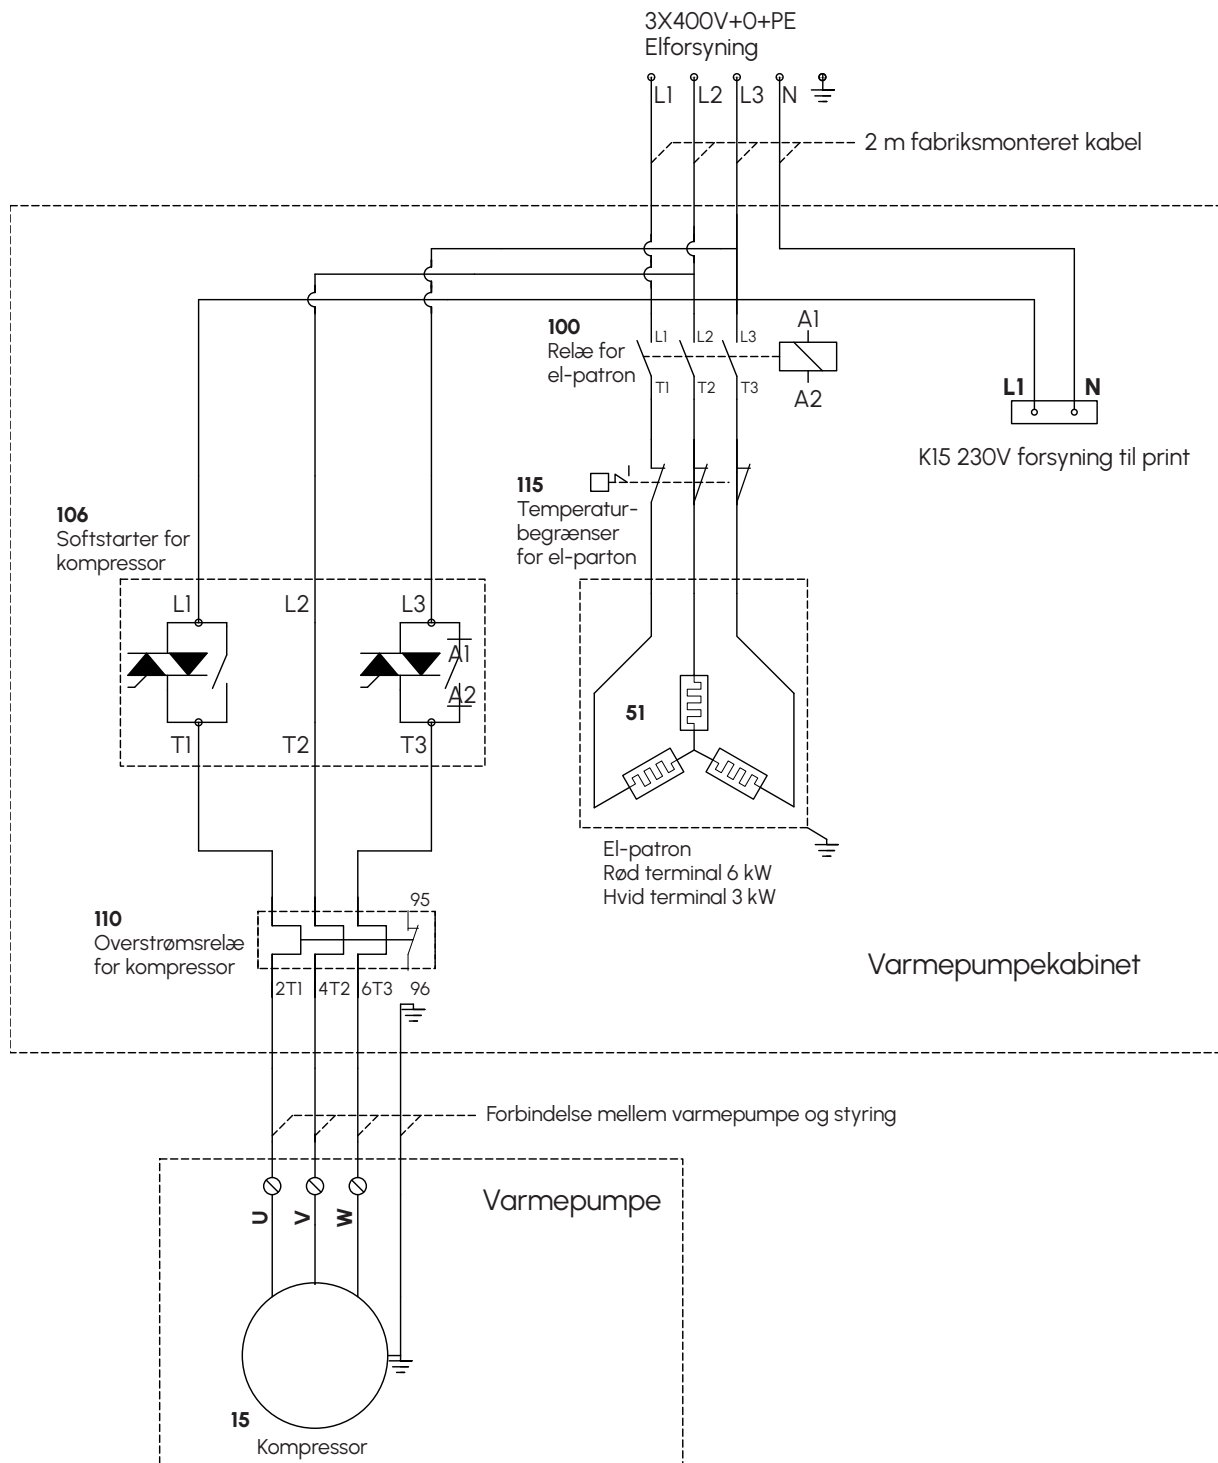 3X400V+0+PE
Elforsyning
L1 L2 L3 N
2 m fabriksmonteret kabel
100
Relæ for
el-patron
L1 L2 L3
T1 T2 T3
A1
A2
L1 N
K15 230V forsyning til print
115
Temperatur-
begrænser
for el-parton
106
Softstarter for
kompressor
L1 L2 L3
A1
A2
T1 T2 T3
51
El-patron
Rød terminal 6 kW
Hvid terminal 3 kW
110
Overstrømsrelæ
for kompressor
95
2T1 4T2 6T3 96
Varmepumpekabinet
Forbindelse mellem varmepumpe og styring
Varmepumpe
U V W
15
Kompressor